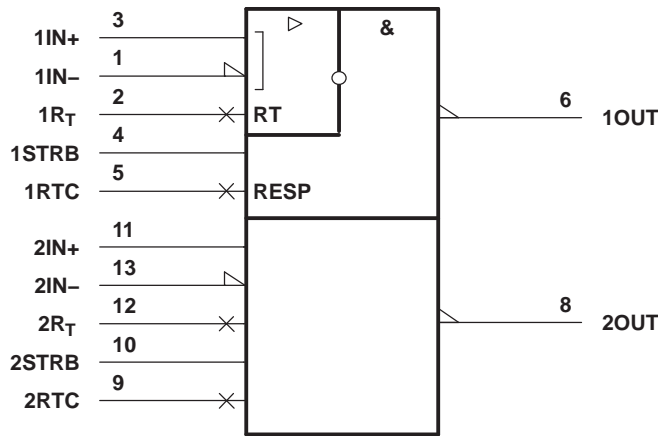 1IN+ 3 &
1IN– 1
1RT 2 RT
1STRB 4
1RTC 5 RESP
6 1OUT
2IN+ 11
2IN– 13
2RT 12
2STRB 10
2RTC 9
8 2OUT